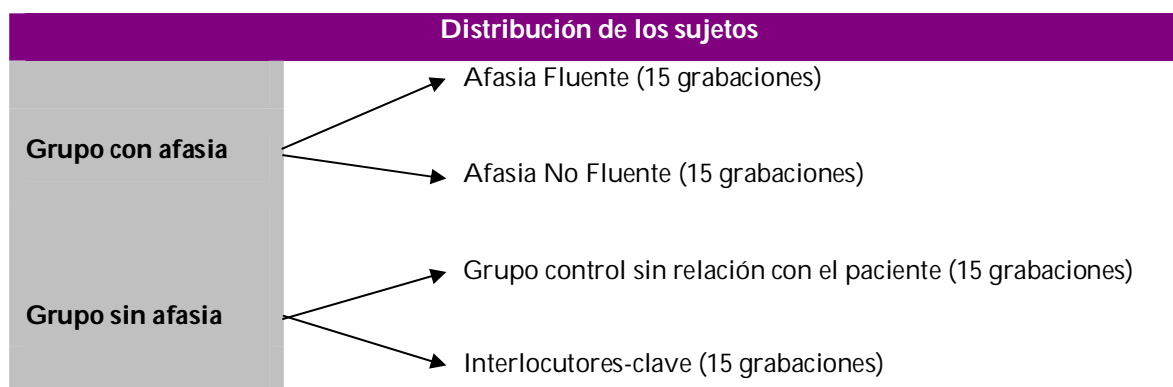 Distribución de los sujetos
Afasia Fluente (15 grabaciones)
Grupo con afasia
Afasia No Fluente (15 grabaciones)
Grupo control sin relación con el paciente (15 grabaciones)
Grupo sin afasia
Interlocutores-clave (15 grabaciones)